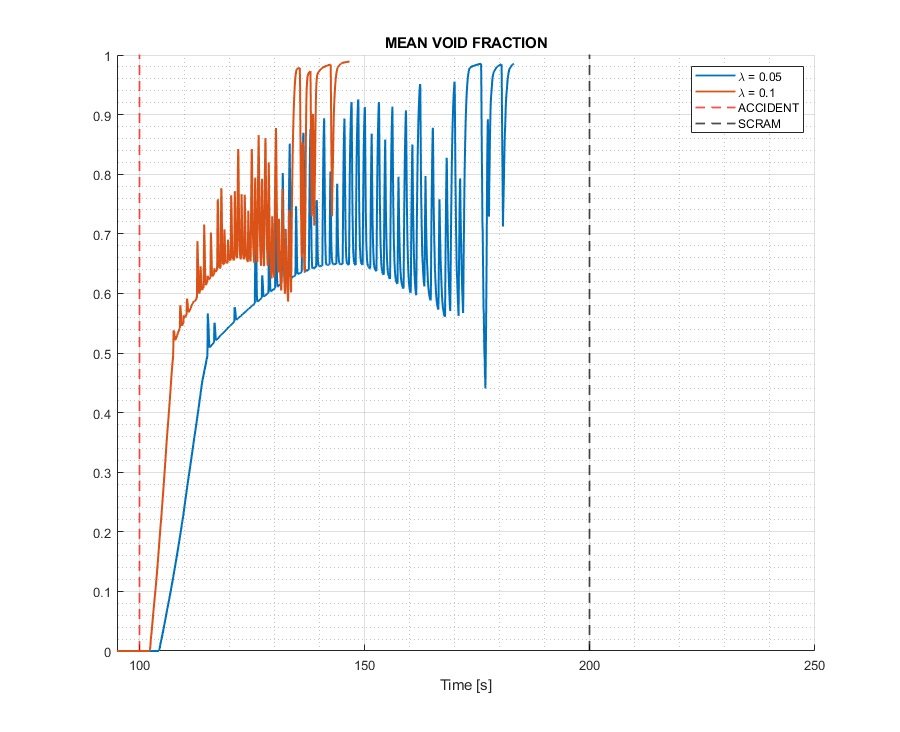 MEAN VOID FRACTION
1
0.9
0.8
0.7
0.6
0.5
0.4
0.3
0.2
0.1
0
100
150
200
250
Time [s]
λ = 0.05
λ = 0.1
ACCIDENT
SCRAM